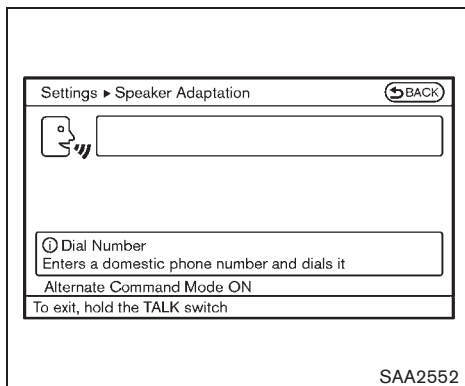 Settings ▸ Speaker Adaptation
BACK
ⓘ Dial Number
Enters a domestic phone number and dials it
Alternate Command Mode ON
To exit, hold the TALK switch
SAA2552